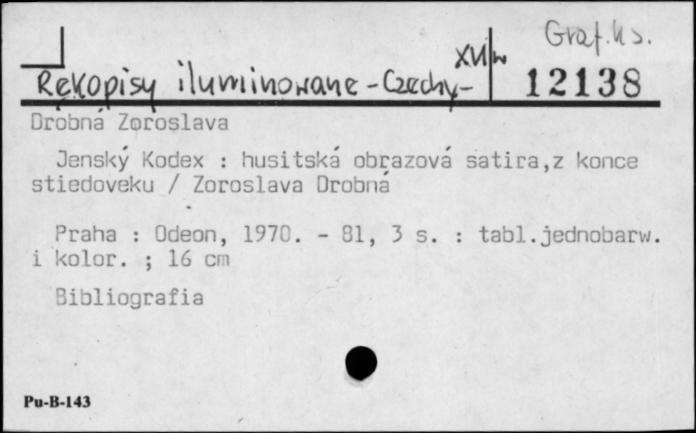 Graf. ks.
Rękopisy iluminowane - Czechy - XVI w
12138
Drobná Zoroslava
Jenský Kodex : husitská obrazová satira,z konce
stiedoveku / Zoroslava Drobná
Praha : Odeon, 1970. - 81, 3 s. : tabl.jednobarw.
i kolor. ; 16 cm
Bibliografia
Pu-B-143